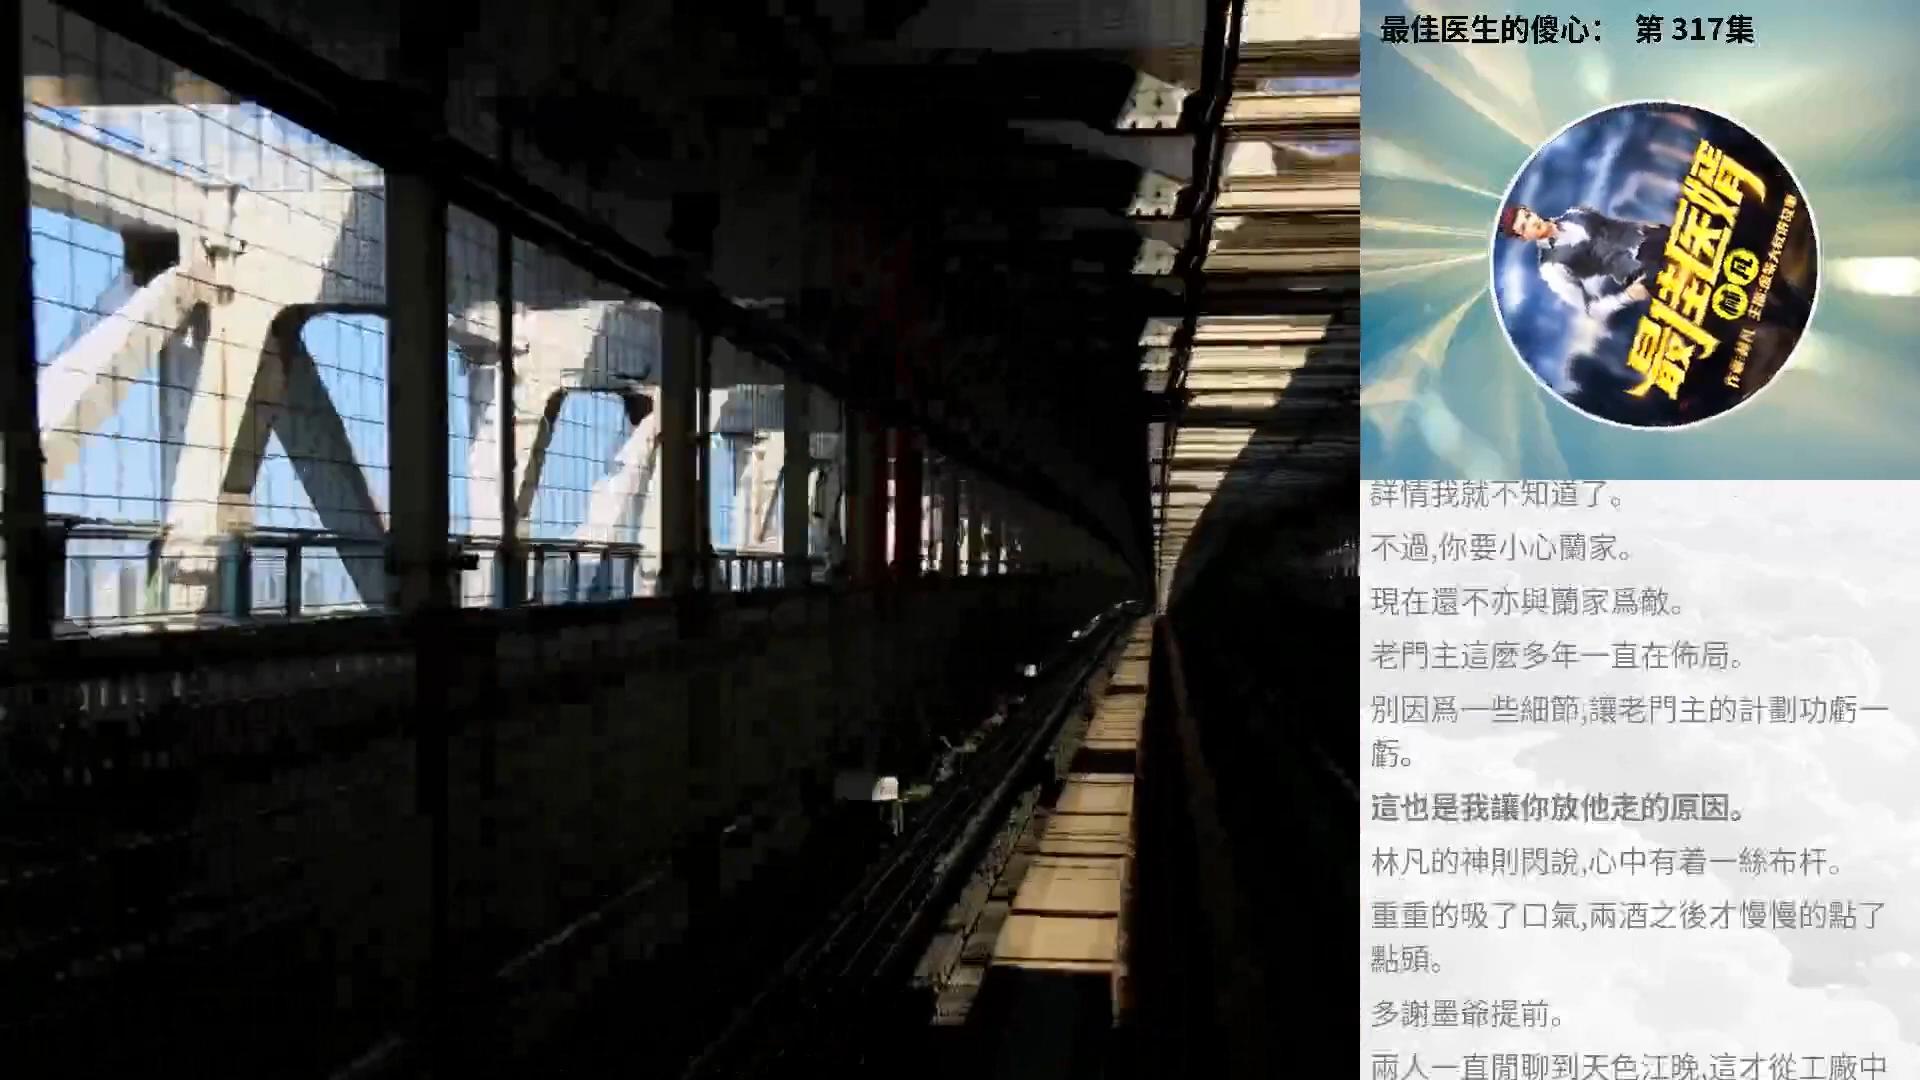 最佳医生的傻心： 第 317集
最佳医婿
詳情我就不知道了。
不過,你要小心蘭家。
現在還不亦與蘭家爲敵。
老門主這麼多年一直在佈局。
別因爲一些細節,讓老門主的計劃功虧一
虧。
這也是我讓你放他走的原因。
林凡的神則閃說,心中有着一絲布杆。
重重的吸了口氣,兩酒之後才慢慢的點了
點頭。
多謝墨爺提前。
兩人一直閒聊到天色江晚,這才從工廠中